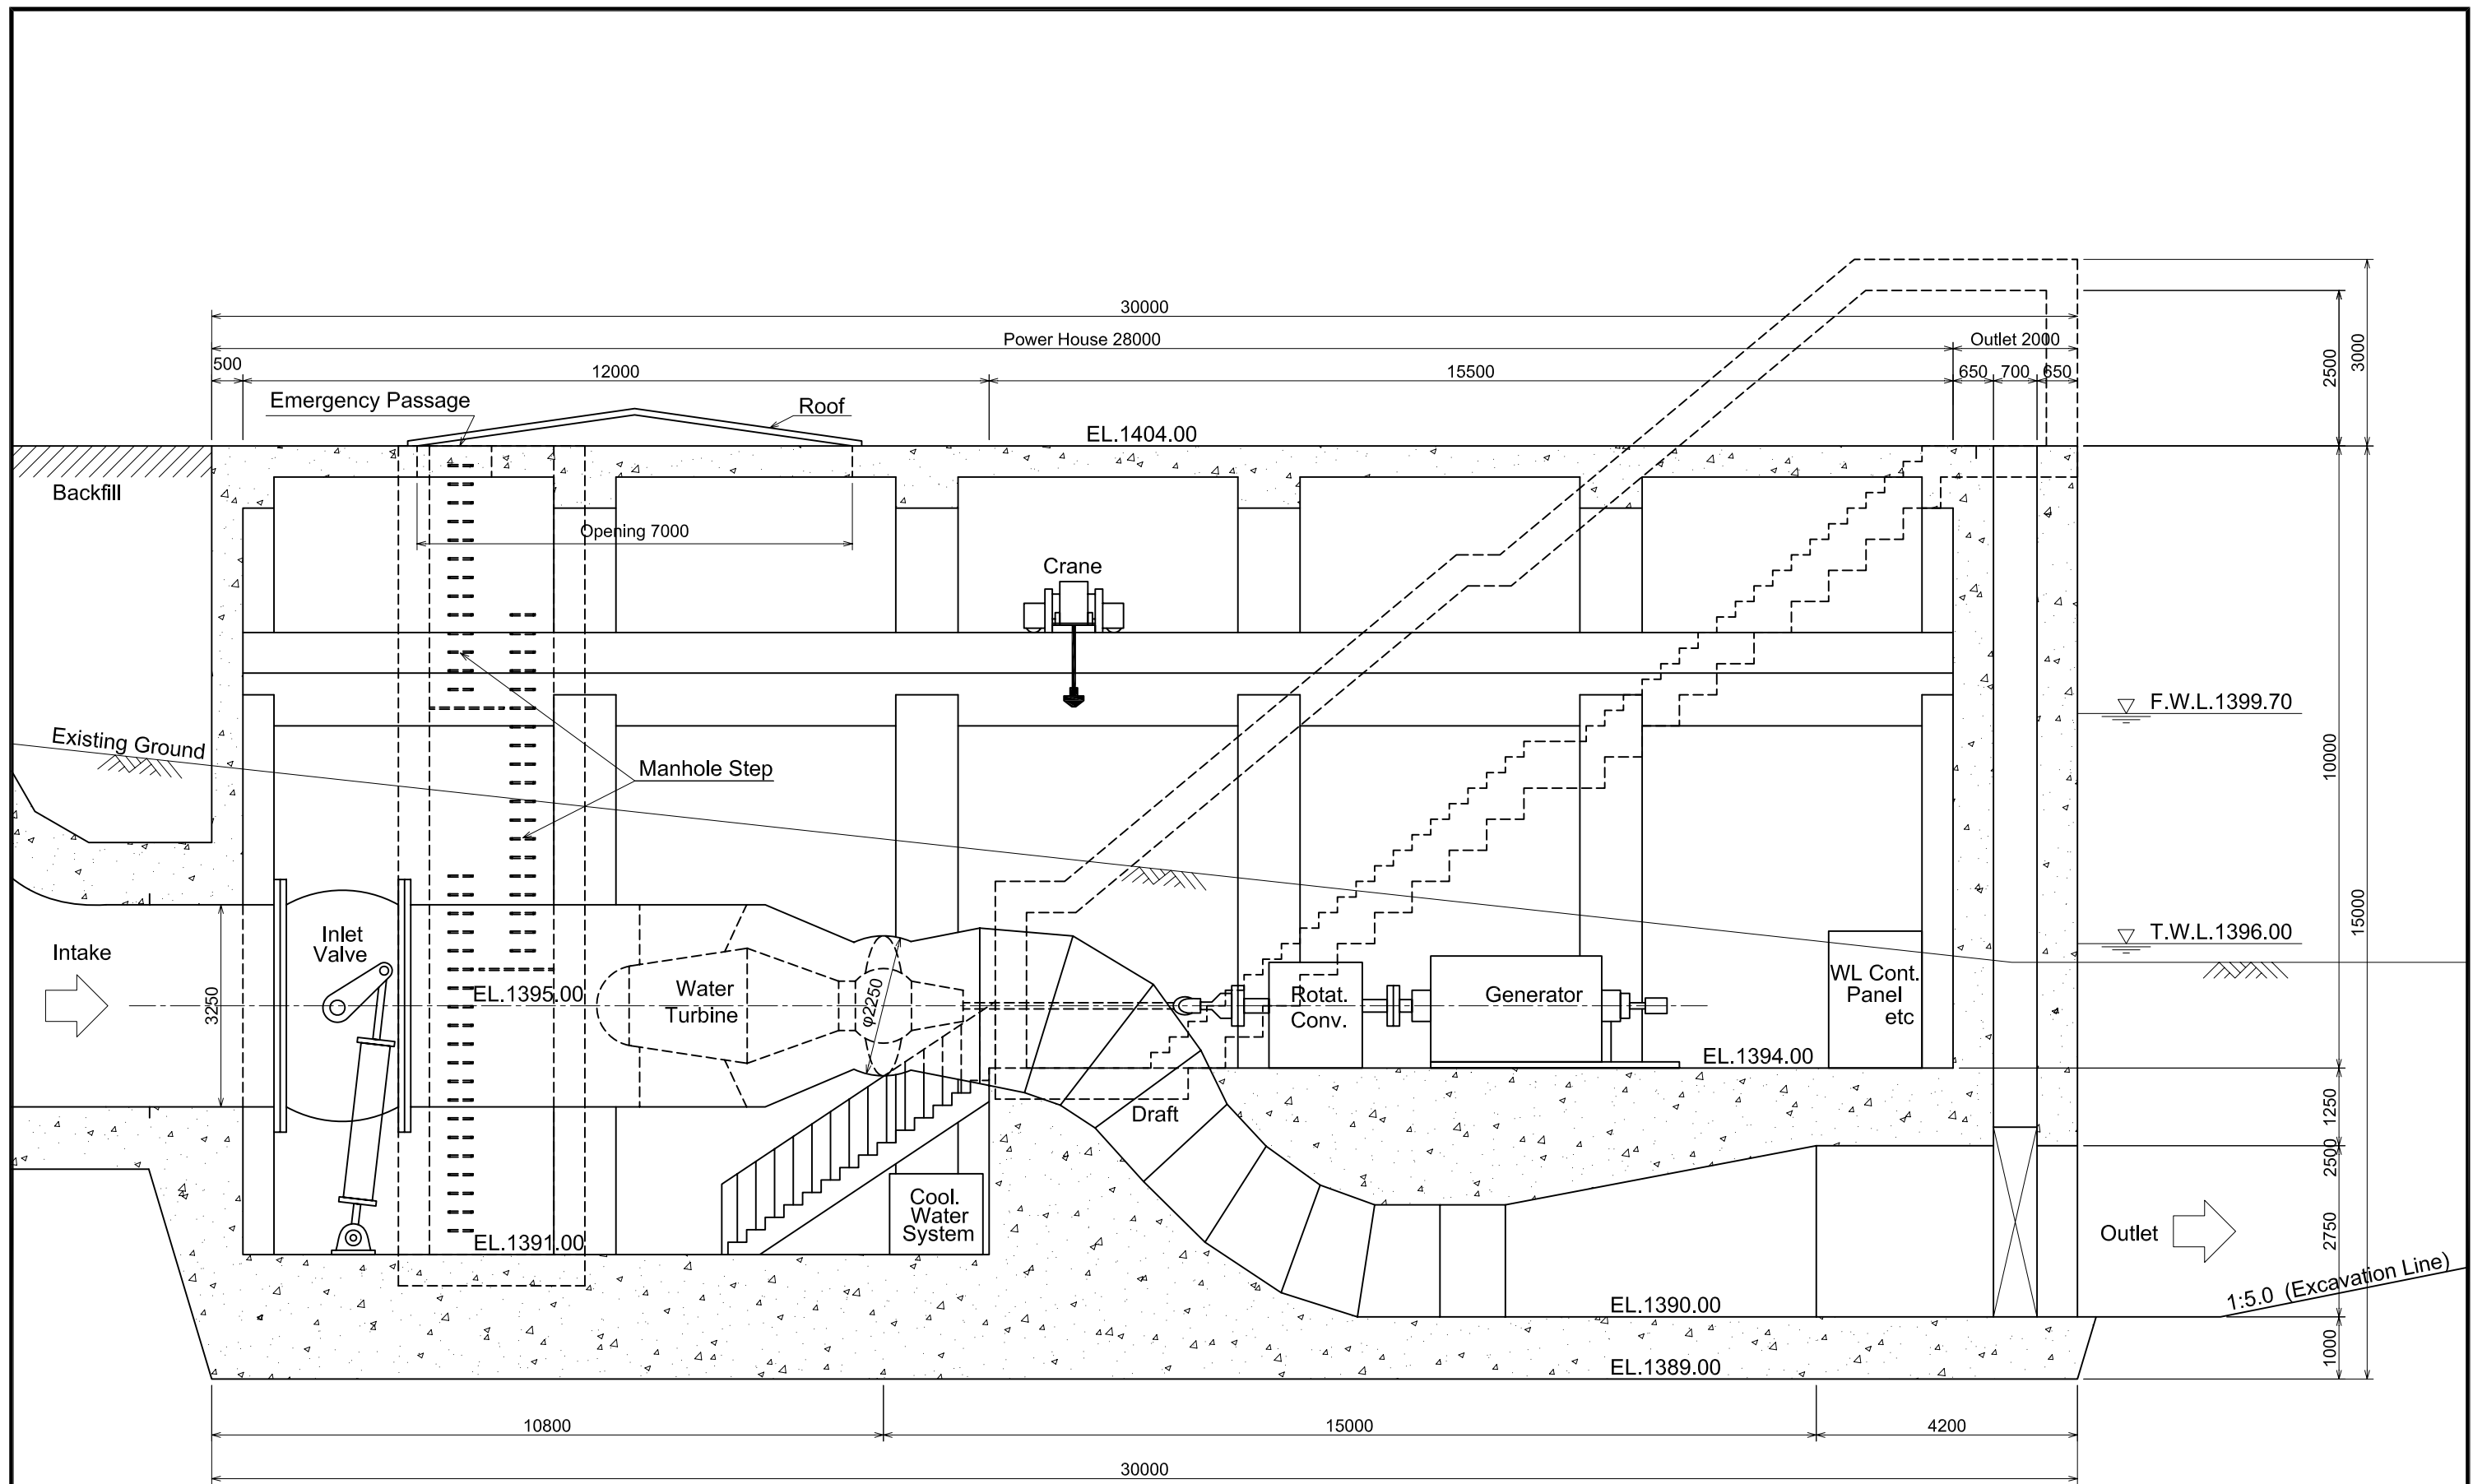 30000
Power House 28000
Outlet 2000
500
12000
15500
650
700
650
2500
3000
Emergency Passage
Roof
EL.1404.00
Backfill
Opening 7000
Crane
F.W.L.1399.70
Existing Ground
Manhole Step
10000
15000
T.W.L.1396.00
Intake
Inlet
Valve
3250
EL.1395.00
Water
Turbine
φ2250
Rotat.
Conv.
Generator
WL Cont.
Panel
etc
EL.1394.00
Draft
1250
2500
2750
1000
Cool.
Water
System
EL.1391.00
Outlet
1:5.0 (Excavation Line)
EL.1390.00
EL.1389.00
10800
15000
4200
30000